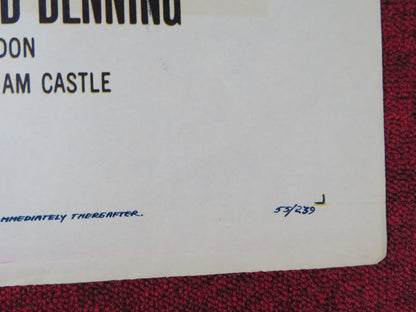 D DENNING
DON
AM CASTLE
MMEDIATELY THEREAFTER.
55/239